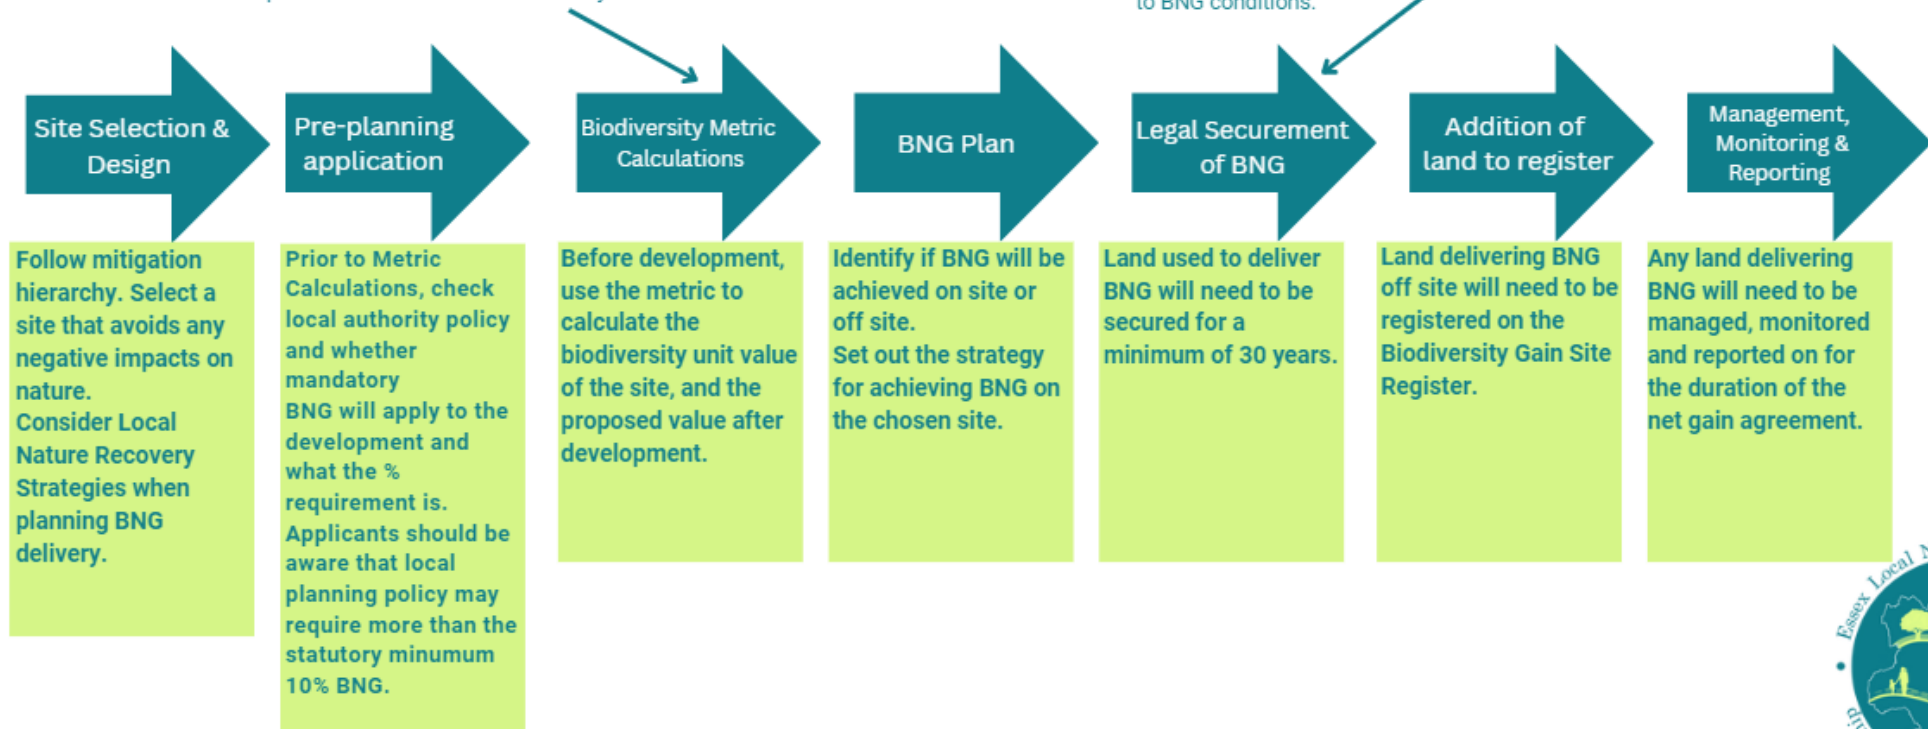 to BNG conditions.
Site Selection &
Design
Follow mitigation
hierarchy. Select a
site that avoids any
negative impacts on
nature.
Consider Local
Nature Recovery
Strategies when
planning BNG
delivery.
Pre-planning
application
Prior to Metric
Calculations, check
local authority policy
and whether
mandatory
BNG will apply to the
development and
what the %
requirement is.
Applicants should be
aware that local
planning policy may
require more than the
statutory minumum
10% BNG.
Biodiversity Metric
Calculations
Before development,
use the metric to
calculate the
biodiversity unit value
of the site, and the
proposed value after
development.
BNG Plan
Identify if BNG will be
achieved on site or
off site.
Set out the strategy
for achieving BNG on
the chosen site.
Legal Securement
of BNG
Land used to deliver
BNG will need to be
secured for a
minimum of 30 years.
Addition of
land to register
Land delivering BNG
off site will need to be
registered on the
Biodiversity Gain Site
Register.
Management,
Monitoring &
Reporting
Any land delivering
BNG will need to be
managed, monitored
and reported on for
the duration of the
net gain agreement.
Essex Local